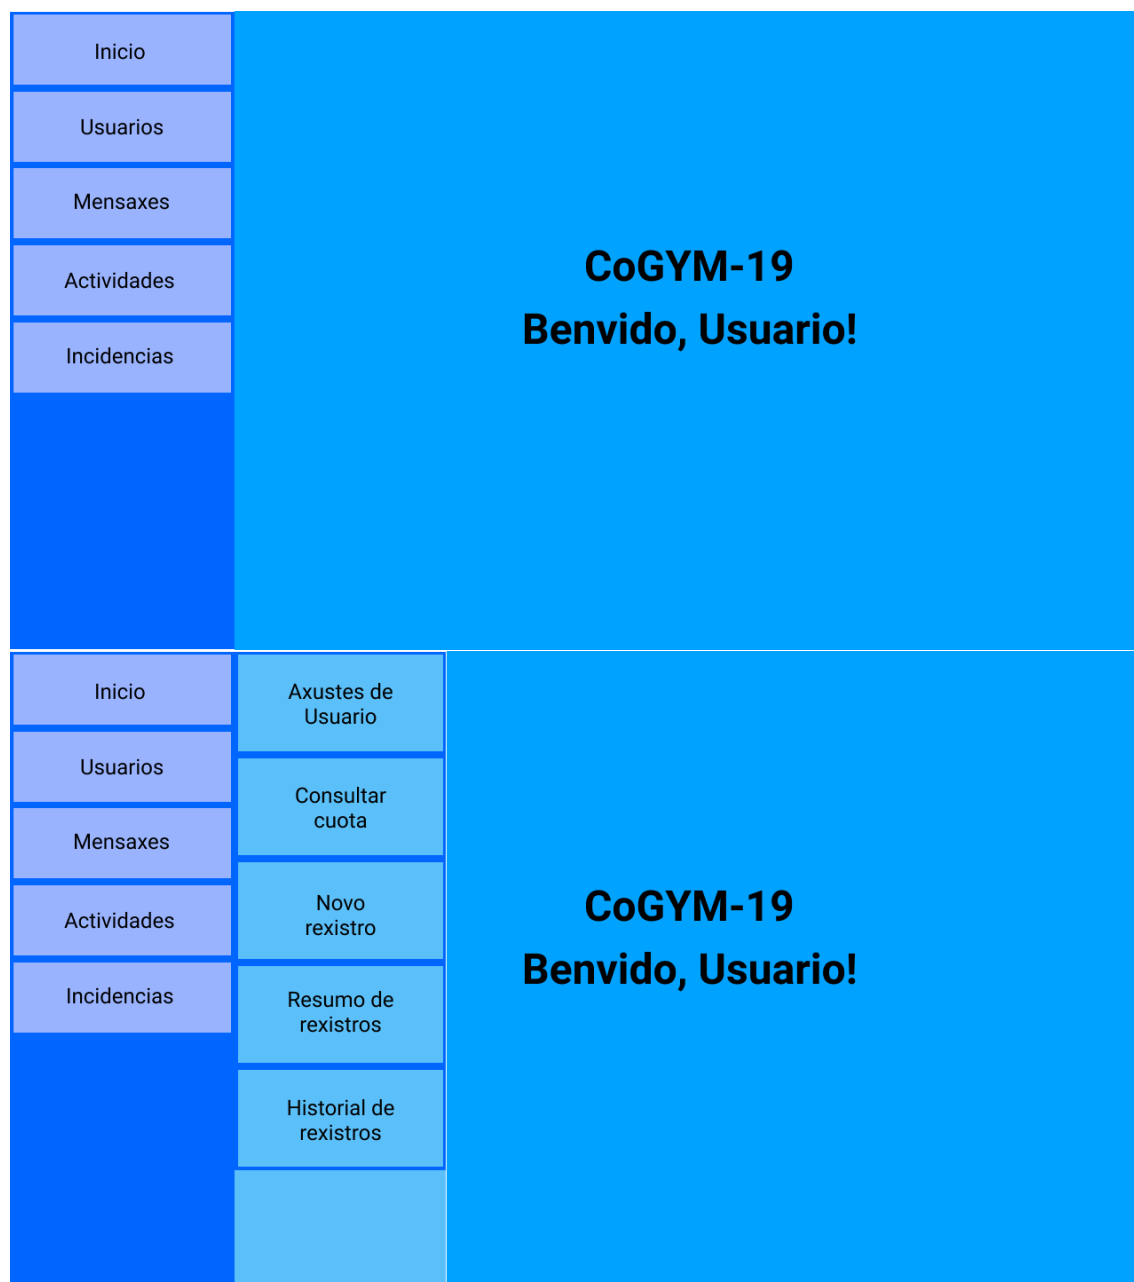 Inicio
Usuarios
Mensaxes
Actividades
Incidencias
CoGYM-19
Benvido, Usuario!
Inicio
Usuarios
Mensaxes
Actividades
Incidencias
Axustes de
Usuario
Consultar
cuota
Novo
rexistro
Resumo de
rexistros
Historial de
rexistros
CoGYM-19
Benvido, Usuario!